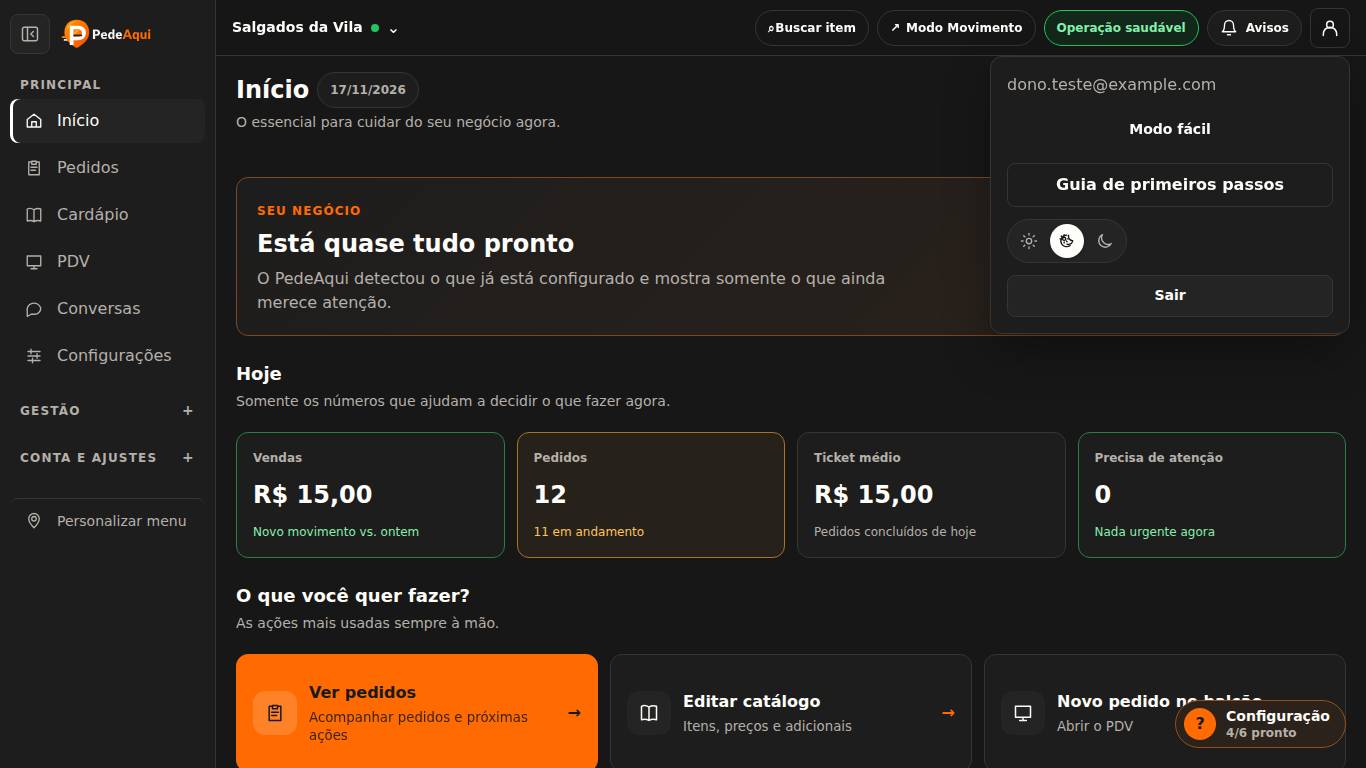 PedeAqui
PRINCIPAL
Início
Pedidos
Cardápio
PDV
Conversas
Configurações
GESTÃO +
CONTA E AJUSTES +
Personalizar menu
Salgados da Vila
Buscar item
Modo Movimento
Operação saudável
Avisos
dono.teste@example.com
Modo fácil
Guia de primeiros passos
Sair
Início 17/11/2026
O essencial para cuidar do seu negócio agora.
SEU NEGÓCIO
Está quase tudo pronto
O PedeAqui detectou o que já está configurado e mostra somente o que ainda
merece atenção.
Hoje
Somente os números que ajudam a decidir o que fazer agora.
Vendas
R$ 15,00
Novo movimento vs. ontem
Pedidos
12
11 em andamento
Ticket médio
R$ 15,00
Pedidos concluídos de hoje
Precisa de atenção
0
Nada urgente agora
O que você quer fazer?
As ações mais usadas sempre à mão.
Ver pedidos
Acompanhar pedidos e próximas
ações
→
Editar catálogo
Itens, preços e adicionais
→
Novo pedido no balcão
Abrir o PDV
?
Configuração
4/6 pronto